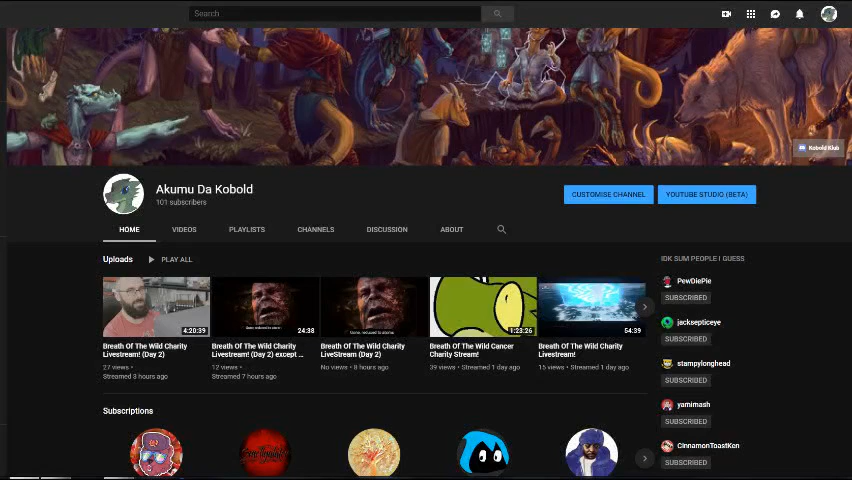 Search
Kobold Klub
Akumu Da Kobold
101 subscribers
CUSTOMISE CHANNEL
YOUTUBE STUDIO (BETA)
HOME VIDEOS PLAYLISTS CHANNELS DISCUSSION ABOUT
Uploads PLAY ALL
4:20:39
24:38
Gone, reduced to atoms.
1:23:26
54:39
Breath Of The Wild Charity
Livestream! (Day 2)
27 views •
Streamed 3 hours ago
Breath Of The Wild Charity
Livestream! (Day 2) except ...
12 views •
Streamed 7 hours ago
Breath Of The Wild Charity
LiveStream (Day 2)
No views • 8 hours ago
Breath Of The Wild Cancer
Charity Stream!
39 views • Streamed 1 day ago
Breath Of The Wild Charity
Livestream!
15 views • Streamed 1 day ago
IDK SUM PEOPLE I GUESS
PewDiePie
SUBSCRIBED
jacksepticeye
SUBSCRIBED
stampylonghead
SUBSCRIBED
yamimash
SUBSCRIBED
CinnamonToastKen
SUBSCRIBED
Subscriptions